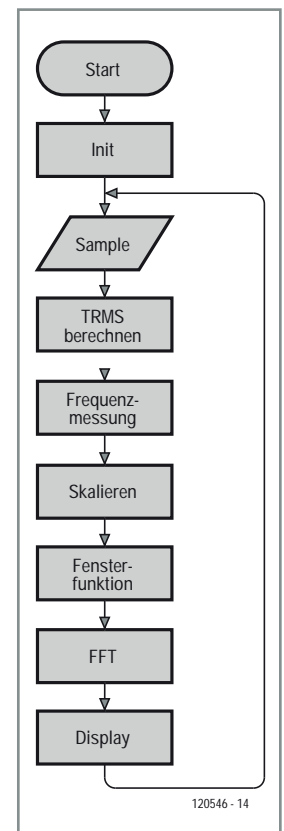 Start
Init
Sample
TRMS
berechnen
Frequenz-
messung
Skalieren
Fenster-
funktion
FFT
Display
120546 - 14